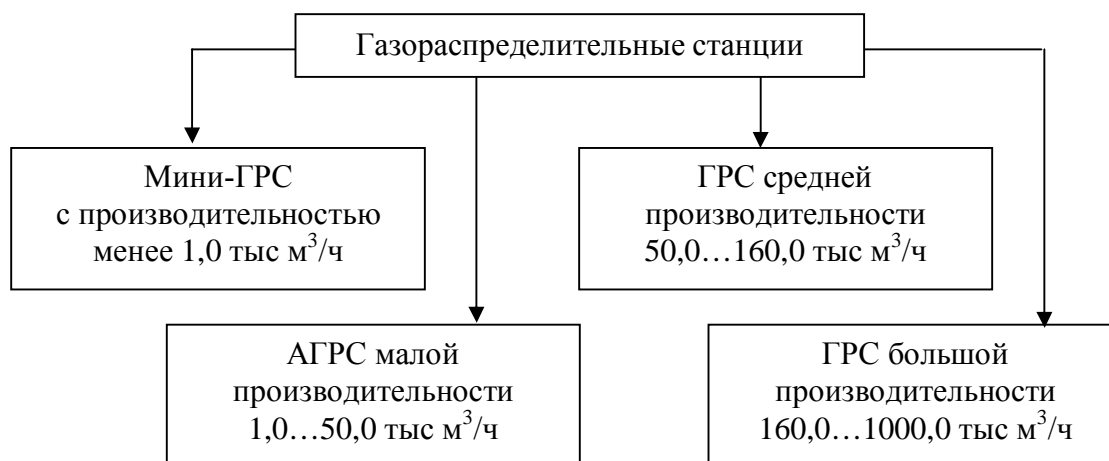 Газораспределительные станции
Мини-ГРС
с производительностью
менее 1,0 тыс м³/ч
ГРС средней
производительности
50,0…160,0 тыс м³/ч
АГРС малой
производительности
1,0…50,0 тыс м³/ч
ГРС большой
производительности
160,0…1000,0 тыс м³/ч